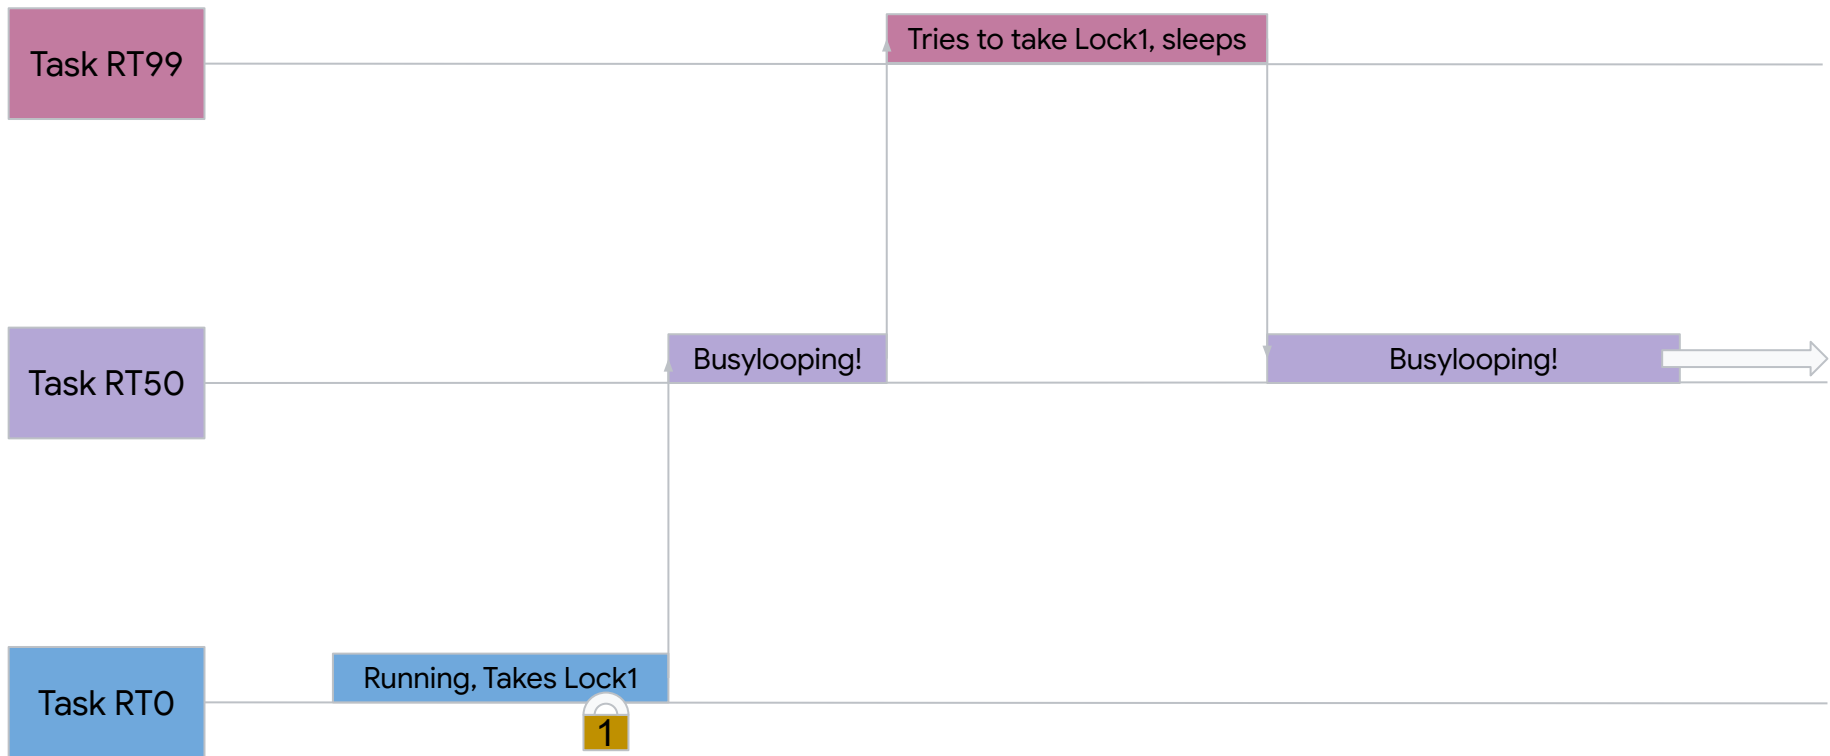 Task RT99
Tries to take Lock1, sleeps
Task RT50
Busylooping!
Busylooping!
Task RT0
Running, Takes Lock1
1